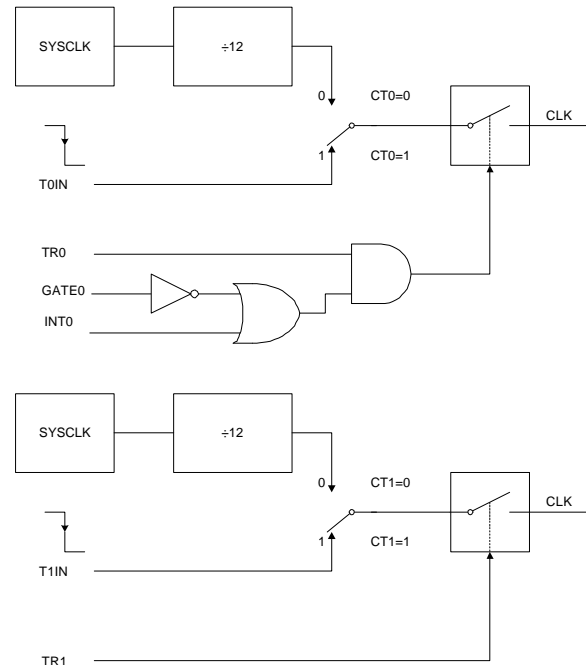 SYSCLK
÷12
0
CT0=0
CLK
1
CT0=1
T0IN
TR0
GATE0
INT0
SYSCLK
÷12
0
CT1=0
CLK
1
CT1=1
T1IN
TR1